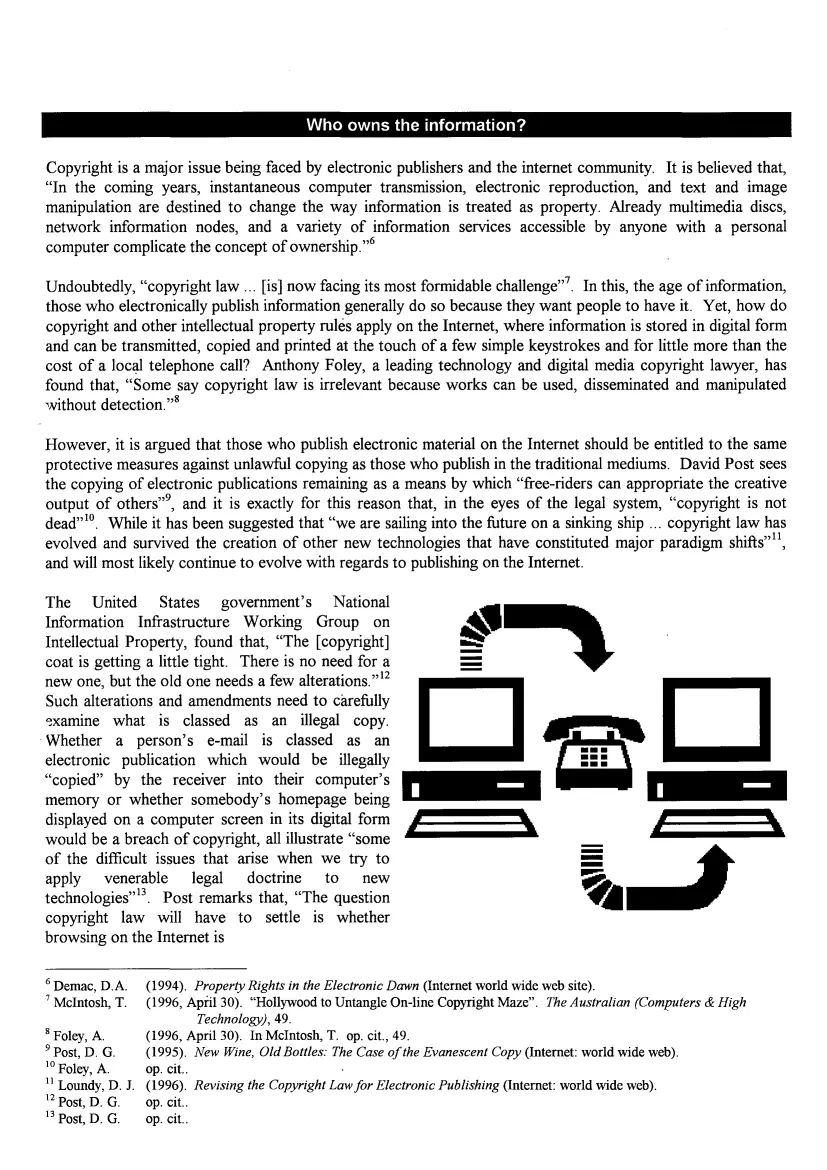 Who owns the information?
Copyright is a major issue being faced by electronic publishers and the internet community. It is believed that,
“In the coming years, instantaneous computer transmission, electronic reproduction, and text and image
manipulation are destined to change the way information is treated as property. Already multimedia discs,
network information nodes, and a variety of information services accessible by anyone with a personal
computer complicate the concept of ownership.”6
Undoubtedly, “copyright law ... [is] now facing its most formidable challenge”7. In this, the age of information,
those who electronically publish information generally do so because they want people to have it. Yet, how do
copyright and other intellectual property rules apply on the Internet, where information is stored in digital form
and can be transmitted, copied and printed at the touch of a few simple keystrokes and for little more than the
cost of a local telephone call? Anthony Foley, a leading technology and digital media copyright lawyer, has
found that, “Some say copyright law is irrelevant because works can be used, disseminated and manipulated
without detection.”8
However, it is argued that those who publish electronic material on the Internet should be entitled to the same
protective measures against unlawful copying as those who publish in the traditional mediums. David Post sees
the copying of electronic publications remaining as a means by which “free-riders can appropriate the creative
output of others”9, and it is exactly for this reason that, in the eyes of the legal system, “copyright is not
dead”10. While it has been suggested that “we are sailing into the future on a sinking ship ... copyright law has
evolved and survived the creation of other new technologies that have constituted major paradigm shifts”11,
and will most likely continue to evolve with regards to publishing on the Internet.
The United States government’s National
Information Infrastructure Working Group on
Intellectual Property, found that, “The [copyright]
coat is getting a little tight. There is no need for a
new one, but the old one needs a few alterations.”12
Such alterations and amendments need to carefully
examine what is classed as an illegal copy.
Whether a person’s e-mail is classed as an
electronic publication which would be illegally
“copied” by the receiver into their computer’s
memory or whether somebody’s homepage being
displayed on a computer screen in its digital form
would be a breach of copyright, all illustrate “some
of the difficult issues that arise when we try to
apply venerable legal doctrine to new
technologies”13. Post remarks that, “The question
copyright law will have to settle is whether
browsing on the Internet is
6 Demac, D.A. (1994). Property Rights in the Electronic Dawn (Internet world wide web site).
7 McIntosh, T. (1996, April 30). “Hollywood to Untangle On-line Copyright Maze”. The Australian (Computers & High
Technology), 49.
8 Foley, A. (1996, April 30). In McIntosh, T. op. cit., 49.
9 Post, D. G. (1995). New Wine, Old Bottles: The Case of the Evanescent Copy (Internet: world wide web).
10 Foley, A. op. cit..
11 Loundy, D. J. (1996). Revising the Copyright Law for Electronic Publishing (Internet: world wide web).
12 Post, D. G. op. cit..
13 Post, D. G. op. cit..